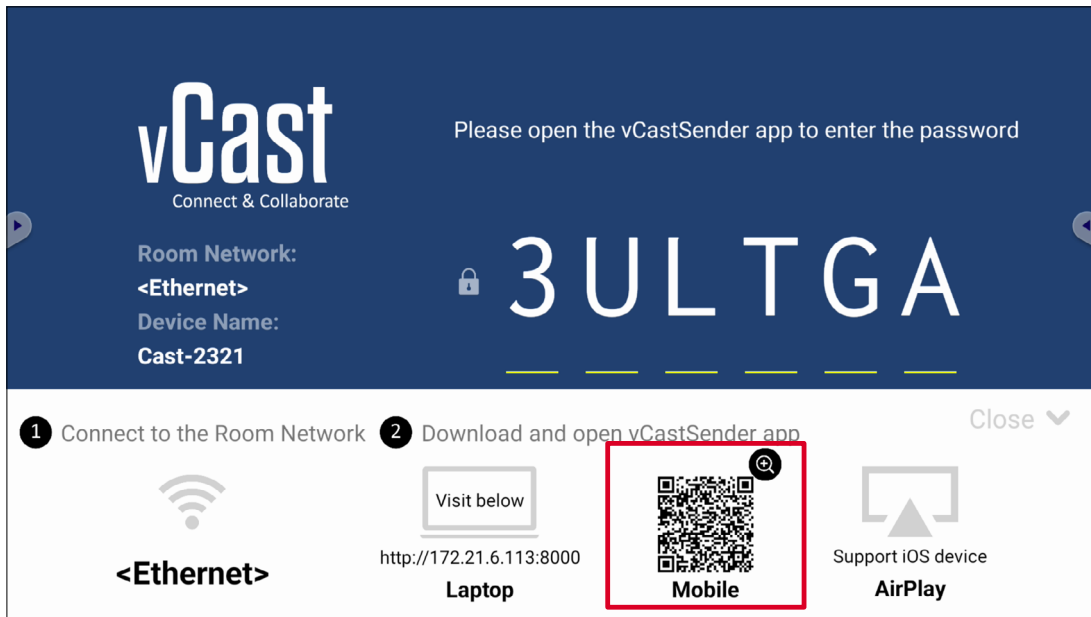 vCast
Connect & Collaborate
Please open the vCastSender app to enter the password
Room Network:
<Ethernet>
Device Name:
Cast-2321
3ULTGA
1 Connect to the Room Network
2 Download and open vCastSender app
Close
<Ethernet>
Visit below
http://172.21.6.113:8000
Laptop
Mobile
Support iOS device
AirPlay